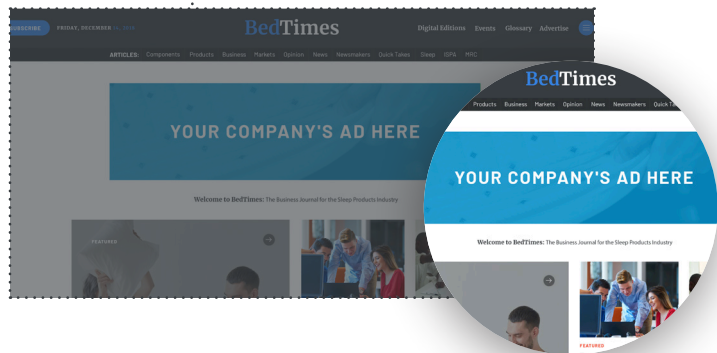 SUBSCRIBE FRIDAY, DECEMBER BedTimes Digital Editions Events Glossary Advertise
ARTICLES: Components Products Business Markets Opinion News Newsmakers Quick Takes Sleep ISPA MRC
YOUR COMPANY'S AD HERE
Welcome to BedTimes: The Business Journal for the Sleep Products Industry
FEATURED
BedTimes
Products Business Markets Opinion News Newsmakers Quick Ta
YOUR COMPANY'S AD HERE
Welcome to BedTimes: The Business Journal for the Sleep Products Industry
FEATURED